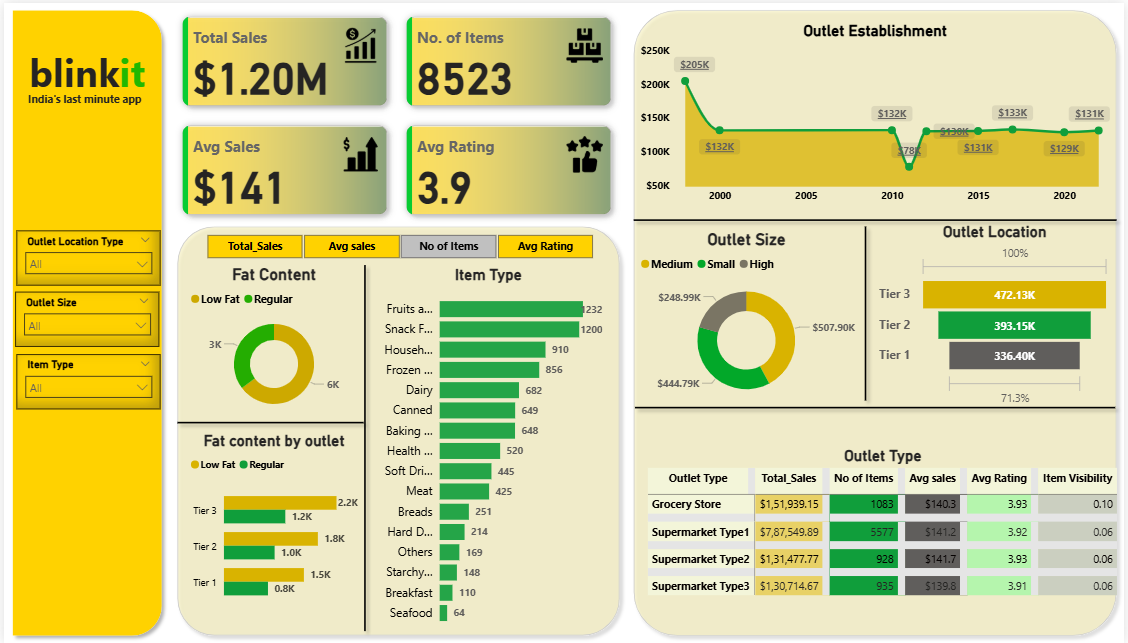 blinkit
India's last minute app
Outlet Location Type
All
Outlet Size
All
Item Type
All
Total Sales
$1.20M
No. of Items
8523
Avg Sales
$141
$
Avg Rating
3.9
Total_Sales
Avg sales
No of Items
Avg Rating
Fat Content
Low Fat Regular
3K
6K
Fat content by outlet
Low Fat Regular
Tier 3
2.2K
1.2K
Tier 2
1.8K
1.0K
Tier 1
1.5K
0.8K
Item Type
Fruits a... 1232
Snack F... 1200
Househ... 910
Frozen ... 856
Dairy 682
Canned 649
Baking ... 648
Health ... 520
Soft Dri... 445
Meat 425
Breads 251
Hard D... 214
Others 169
Starchy... 148
Breakfast 110
Seafood 64
Outlet Establishment
$250K
$200K
$150K
$100K
$50K
$205K
$132K
$132K
$78K
$130K
$131K
$133K
$129K
$131K
2000 2005 2010 2015 2020
Outlet Size
Medium Small High
$248.99K
$507.90K
$444.79K
Outlet Location
100%
Tier 3 472.13K
Tier 2 393.15K
Tier 1 336.40K
71.3%
Outlet Type
Outlet Type Total_Sales No of Items Avg sales Avg Rating Item Visibility
Grocery Store $1,51,939.15 1083 $140.3 3.93 0.10
Supermarket Type1 $7,87,549.89 5577 $141.2 3.92 0.06
Supermarket Type2 $1,31,477.77 928 $141.7 3.93 0.06
Supermarket Type3 $1,30,714.67 935 $139.8 3.91 0.06